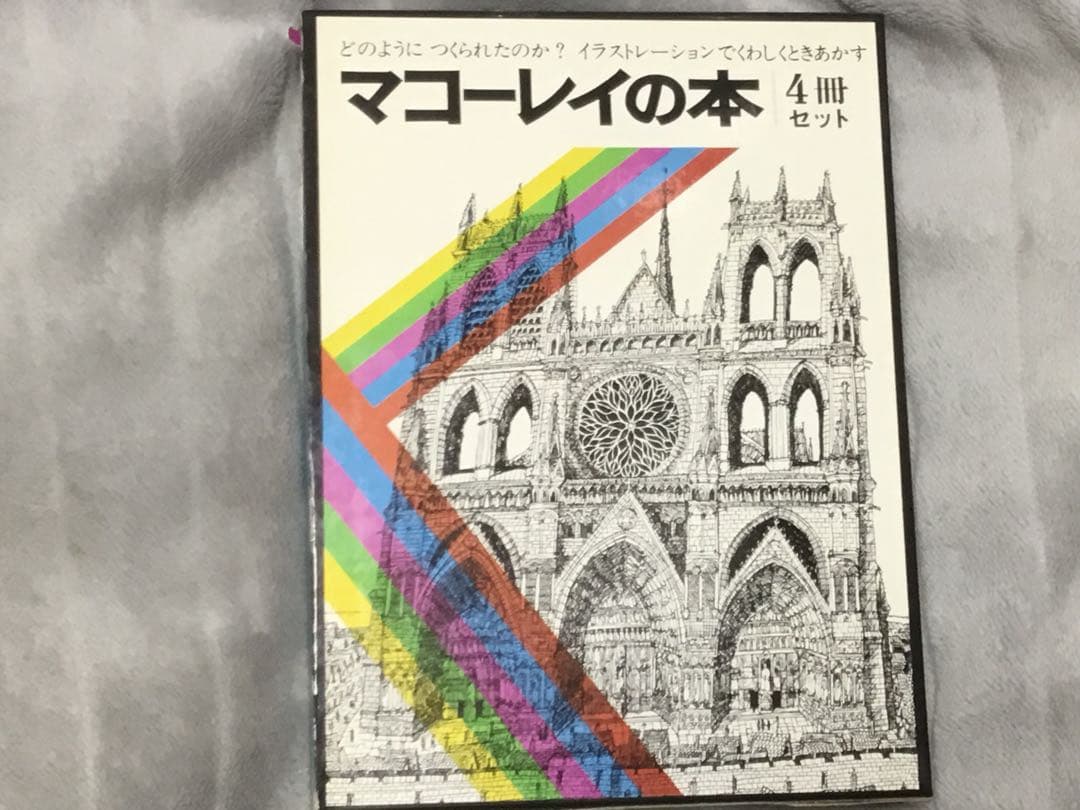 どのように つくられたのか? イラストレーションでくわしくときあかす
マコーレイの本 4冊
セット